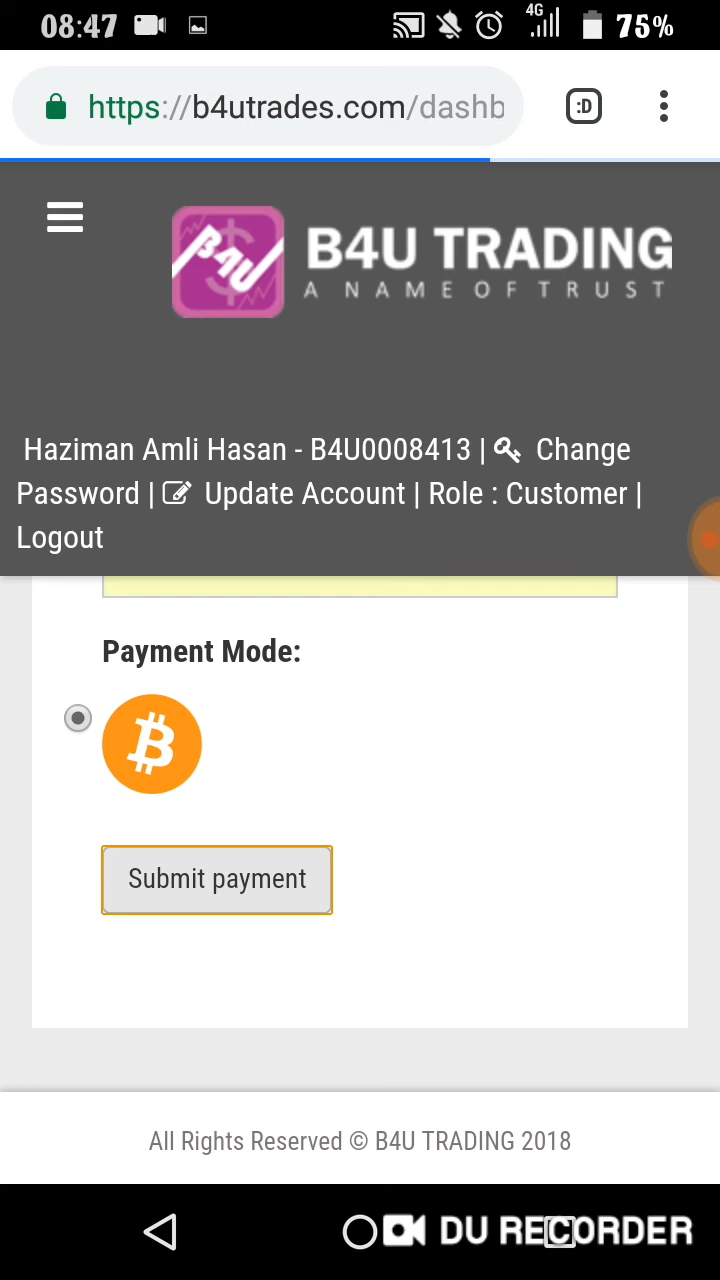 08:47 4G 75%
https://b4utrades.com/dashb :D
B4U
B4U TRADING
A NAME OF TRUST
Haziman Amli Hasan - B4U0008413 | Change
Password | Update Account | Role : Customer |
Logout
Payment Mode:
Submit payment
All Rights Reserved © B4U TRADING 2018
DU RECORDER